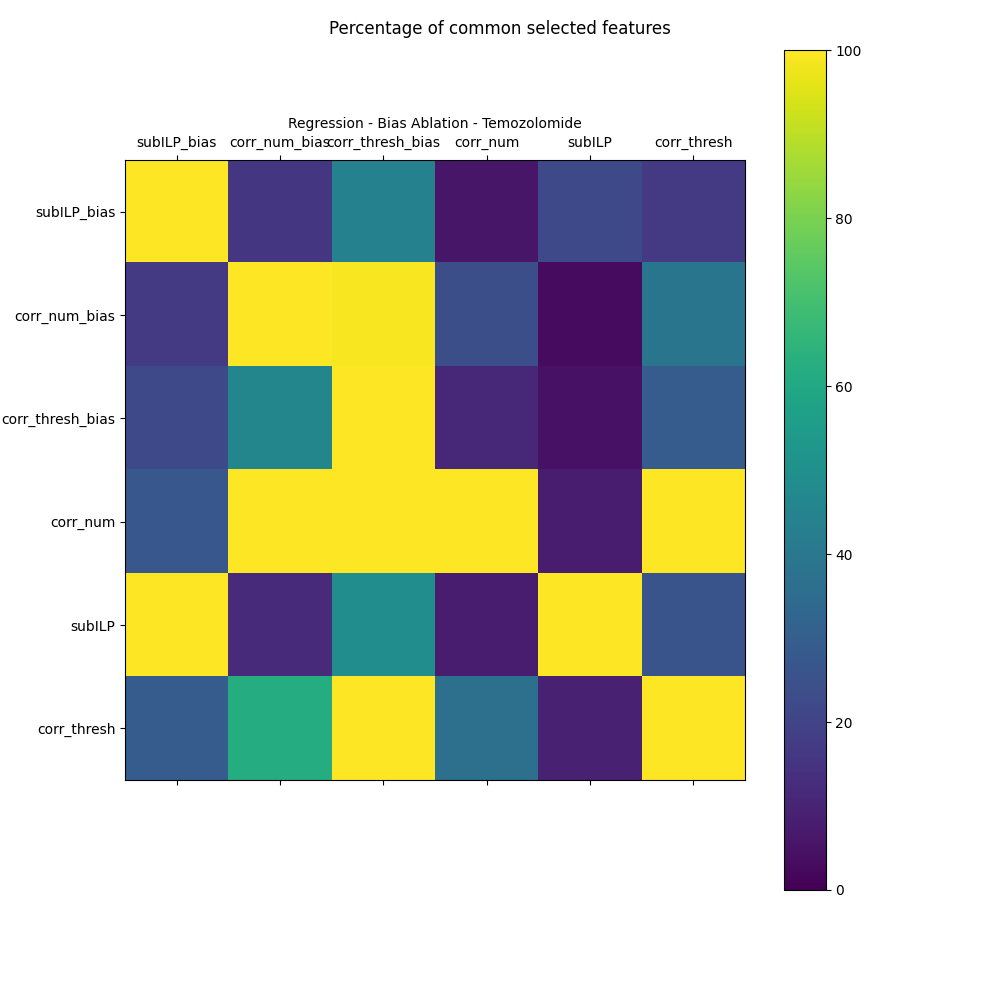 Percentage of common selected features
Regression - Bias Ablation - Temozolomide
subILP_bias corr_num_bias corr_thresh_bias corr_num subILP corr_thresh
subILP_bias
corr_num_bias
corr_thresh_bias
corr_num
subILP
corr_thresh
100
80
60
40
20
0